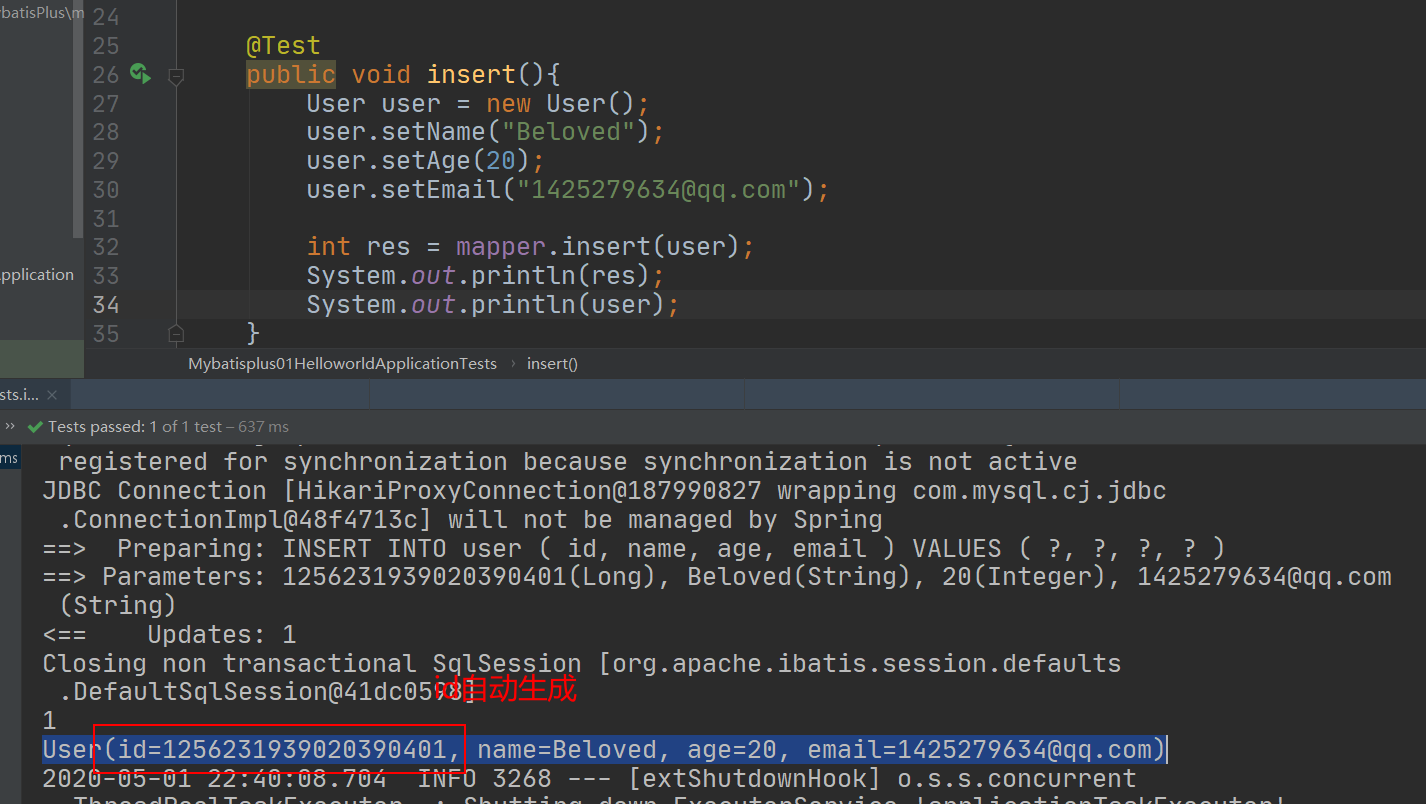 batisPlus\m
24
25 @Test
26 public void insert(){
27 User user = new User();
28 user.setName("Beloved");
29 user.setAge(20);
30 user.setEmail("1425279634@qq.com");
31
32 int res = mapper.insert(user);
pplication
33 System.out.println(res);
34 System.out.println(user);
35 }
Mybatisplus01HelloworldApplicationTests › insert()
sts.i... ×
» Tests passed: 1 of 1 test – 637 ms
ms
registered for synchronization because synchronization is not active
JDBC Connection [HikariProxyConnection@187990827 wrapping com.mysql.cj.jdbc
.ConnectionImpl@48f4713c] will not be managed by Spring
==>  Preparing: INSERT INTO user ( id, name, age, email ) VALUES ( ?, ?, ?, ? )
==> Parameters: 1256231939020390401(Long), Beloved(String), 20(Integer), 1425279634@qq.com
(String)
<==    Updates: 1
Closing non transactional SqlSession [org.apache.ibatis.session.defaults
.DefaultSqlSession@41dc0598]
id自动生成
1
User(id=1256231939020390401, name=Beloved, age=20, email=1425279634@qq.com)
2020-05-01 22:40:08.704  INFO 3268 --- [extShutdownHook] o.s.s.concurrent
.ThreadPoolTaskExecutor : Shutting down ExecutorService 'applicationTaskExecutor'